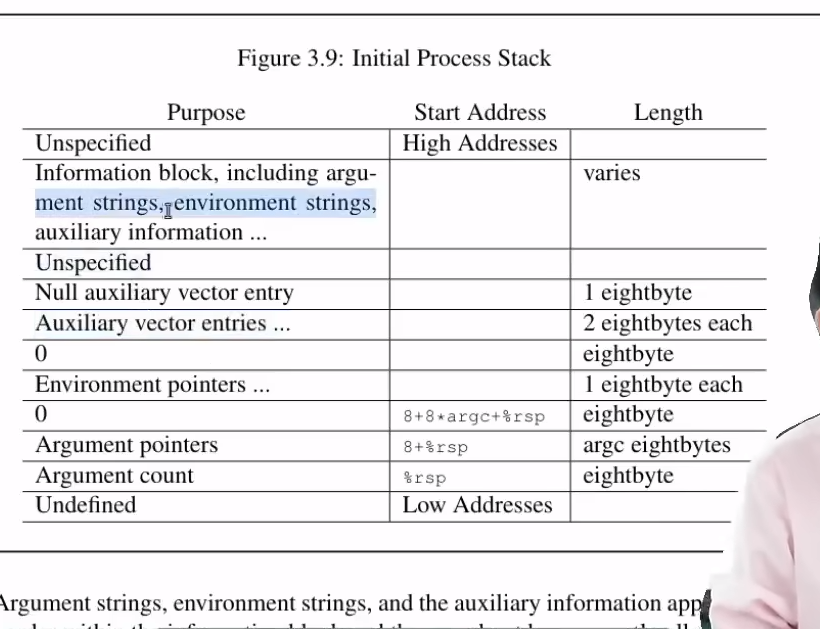 Figure 3.9: Initial Process Stack
Purpose Start Address Length
Unspecified High Addresses
Information block, including argu- varies
ment strings, environment strings,
auxiliary information ...
Unspecified
Null auxiliary vector entry 1 eightbyte
Auxiliary vector entries ... 2 eightbytes each
0 eightbyte
Environment pointers ... 1 eightbyte each
0 8+8*argc+%rsp eightbyte
Argument pointers 8+%rsp argc eightbytes
Argument count %rsp eightbyte
Undefined Low Addresses
Argument strings, environment strings, and the auxiliary information app